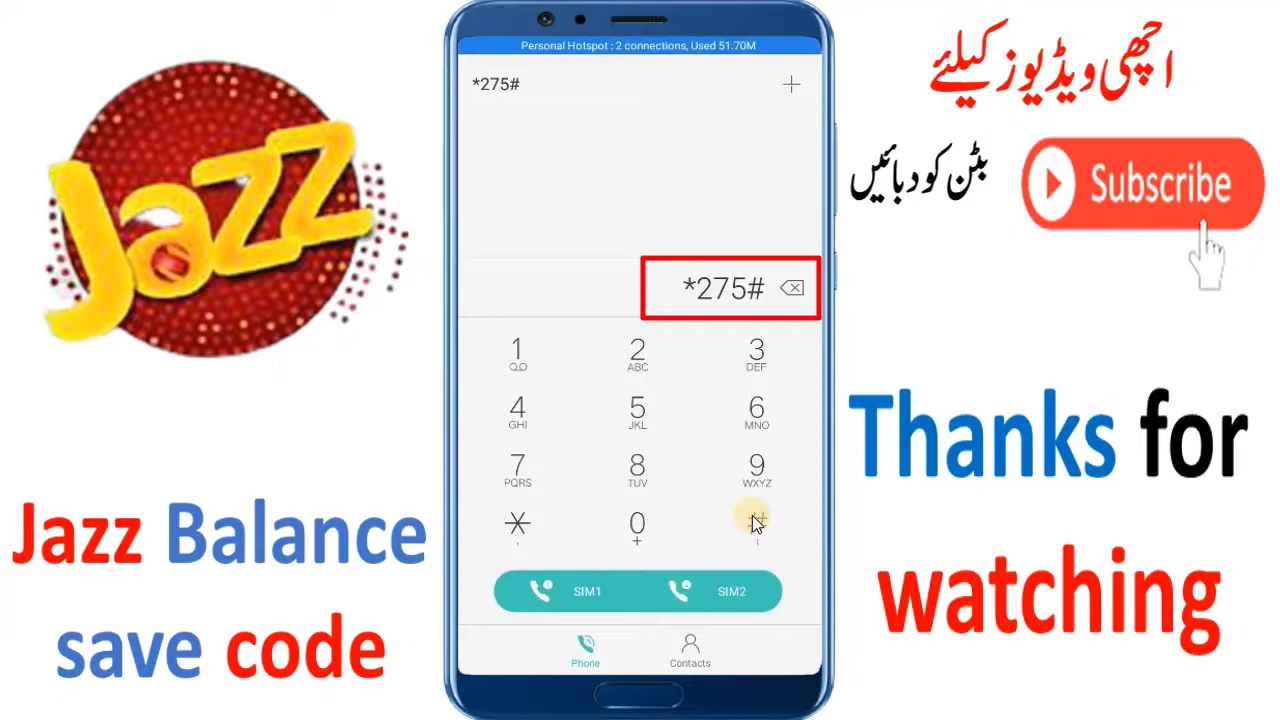 Jazz
Jazz Balance
save code
Personal Hotspot : 2 connections, Used 51.70M
*275#
*275#
1
2 ABC
3 DEF
4 GHI
5 JKL
6 MNO
7 PQRS
8 TUV
9 WXYZ
* ,
0 +
# ;
SIM1 SIM2
Phone Contacts
اچھی ویڈیوز کیلئے
بٹن کو دبائیں
Subscribe
Thanks for
watching